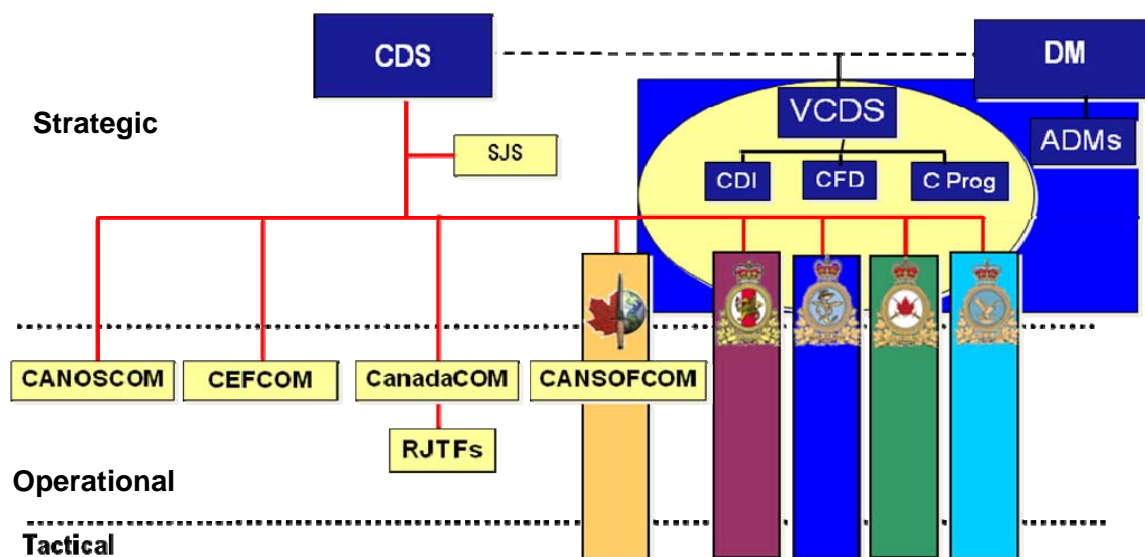 CDS
DM
Strategic
VCDS
ADMs
SJS
CDI
CFD
C Prog
CANOSCOM
CEFCOM
CanadaCOM
CANSOFCOM
RJTFs
Operational
Tactical